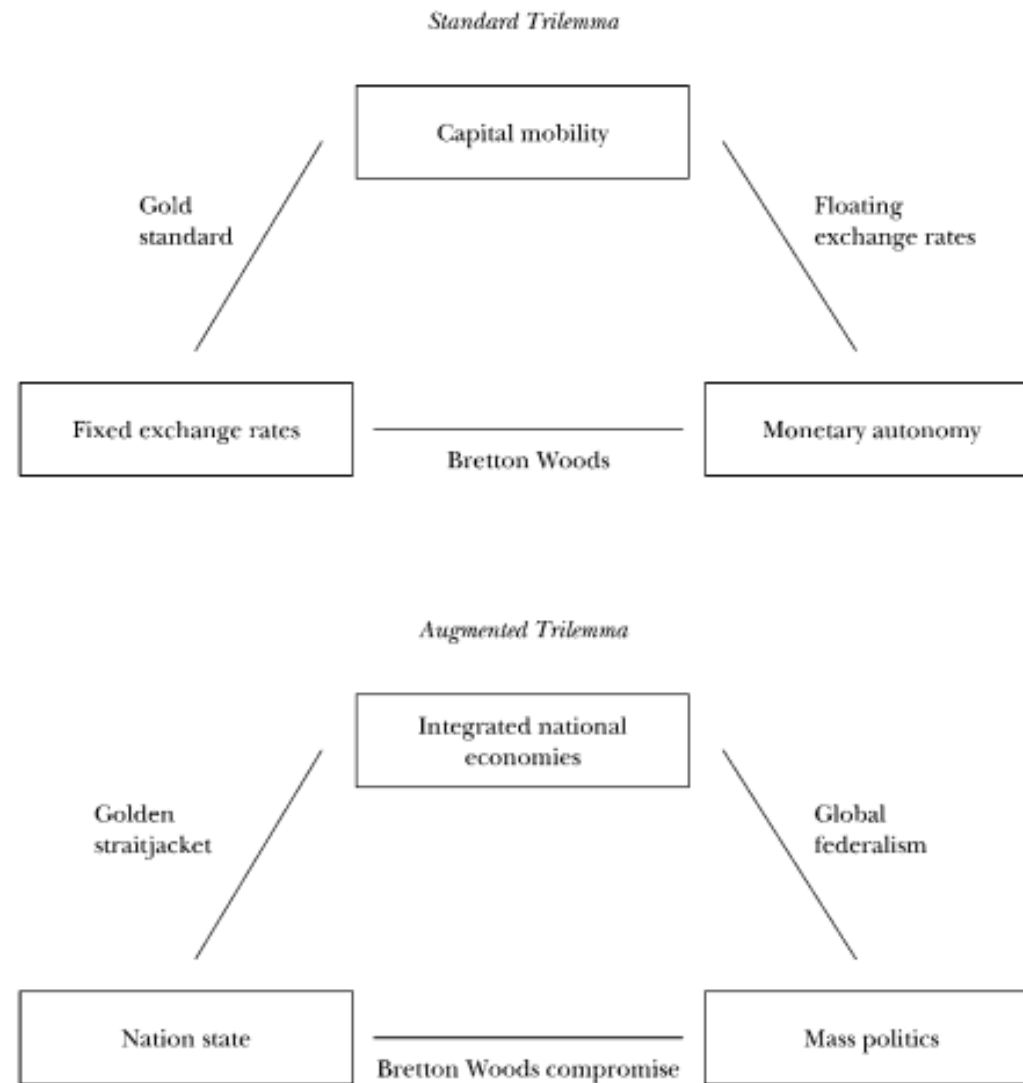 Standard Trilemma
Capital mobility
Gold
standard
Floating
exchange rates
Fixed exchange rates
Monetary autonomy
Bretton Woods
Augmented Trilemma
Integrated national
economies
Golden
straitjacket
Global
federalism
Nation state
Mass politics
Bretton Woods compromise